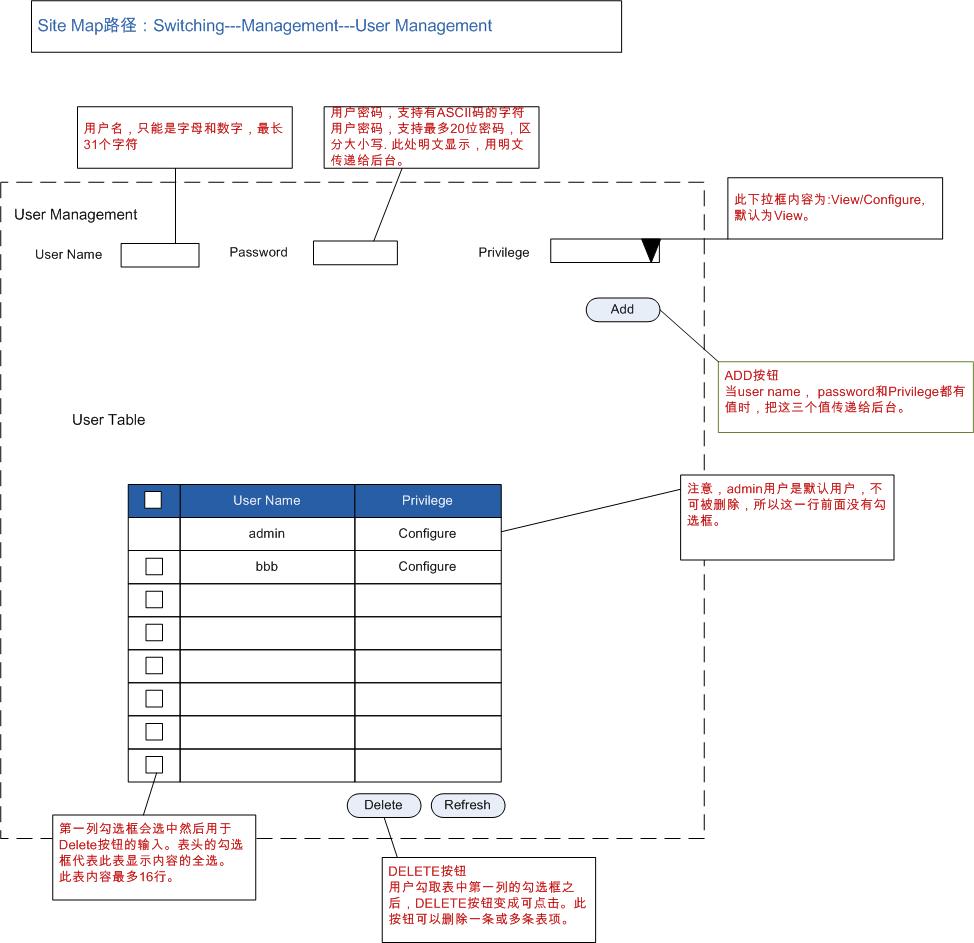 Site Map路径：Switching---Management---User Management
用户名，只能是字母和数字，最长
31个字符
用户密码，支持有ASCII码的字符
用户密码，支持最多20位密码，区
分大小写. 此处明文显示，用明文
传递给后台。
此下拉框内容为:View/Configure,
默认为View。
User Management
User Name
Password
Privilege
Add
ADD按钮
当user name， password和Privilege都有
值时，把这三个值传递给后台。
User Table
注意，admin用户是默认用户，不
可被删除，所以这一行前面没有勾
选框。
User Name Privilege
admin Configure
bbb Configure
Delete Refresh
第一列勾选框会选中然后用于
Delete按钮的输入。表头的勾选
框代表此表显示内容的全选。
此表内容最多16行。
DELETE按钮
用户勾取表中第一列的勾选框之
后，DELETE按钮变成可点击。此
按钮可以删除一条或多条表项。